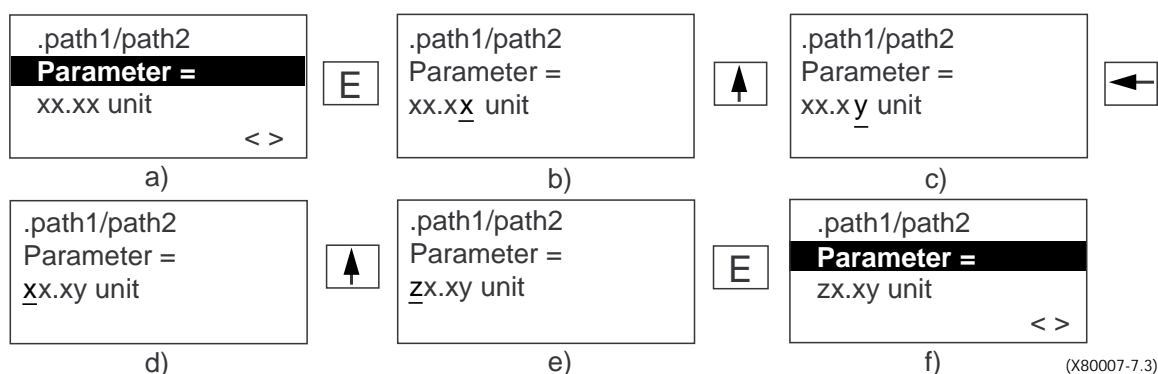 .path1/path2
Parameter =
xx.xx unit
< >
a)
E
.path1/path2
Parameter =
xx.xx unit
b)
.path1/path2
Parameter =
xx.xy unit
c)
.path1/path2
Parameter =
xx.xy unit
d)
.path1/path2
Parameter =
zx.xy unit
e)
E
.path1/path2
Parameter =
zx.xy unit
< >
f)
(X80007-7.3)